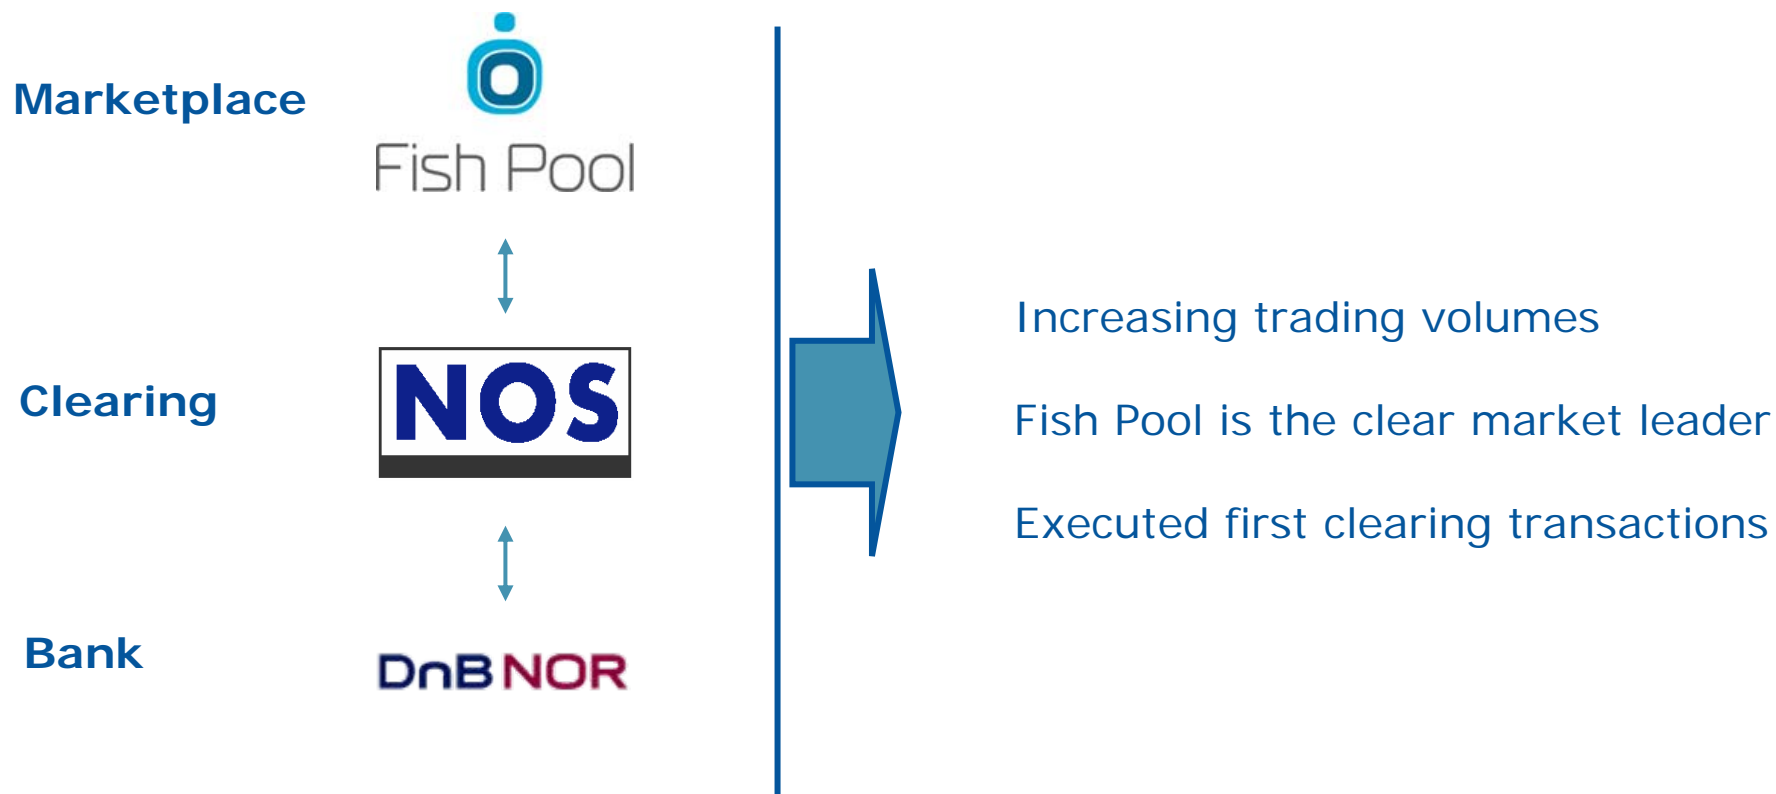 Marketplace
Fish Pool
Clearing
NOS
Bank
DnB NOR
Increasing trading volumes
Fish Pool is the clear market leader
Executed first clearing transactions